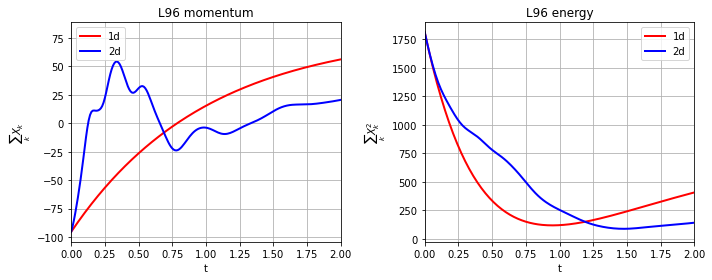 L96 momentum
1d
2d
75
50
25
0
−25
−50
−75
−100
∑ₖ Xₖ
0.00 0.25 0.50 0.75 1.00 1.25 1.50 1.75 2.00
t
L96 energy
1d
2d
1750
1500
1250
1000
750
500
250
0
∑ₖ Xₖ²
0.00 0.25 0.50 0.75 1.00 1.25 1.50 1.75 2.00
t